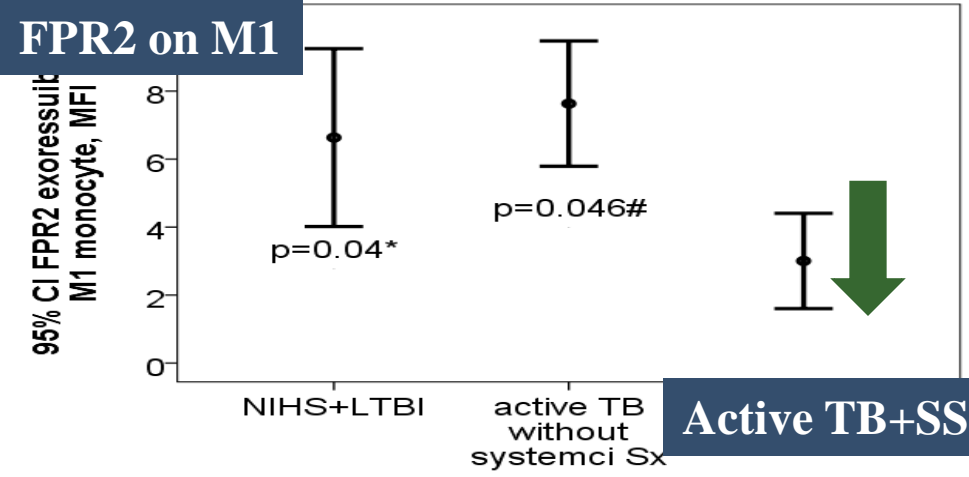 FPR2 on M1
95% CI FPR2 exoressuib
M1 monocyte, MFI
8
6
4
2
0
p=0.04*
p=0.046#
NIHS+LTBI
active TB
without
systemci Sx
Active TB+SS